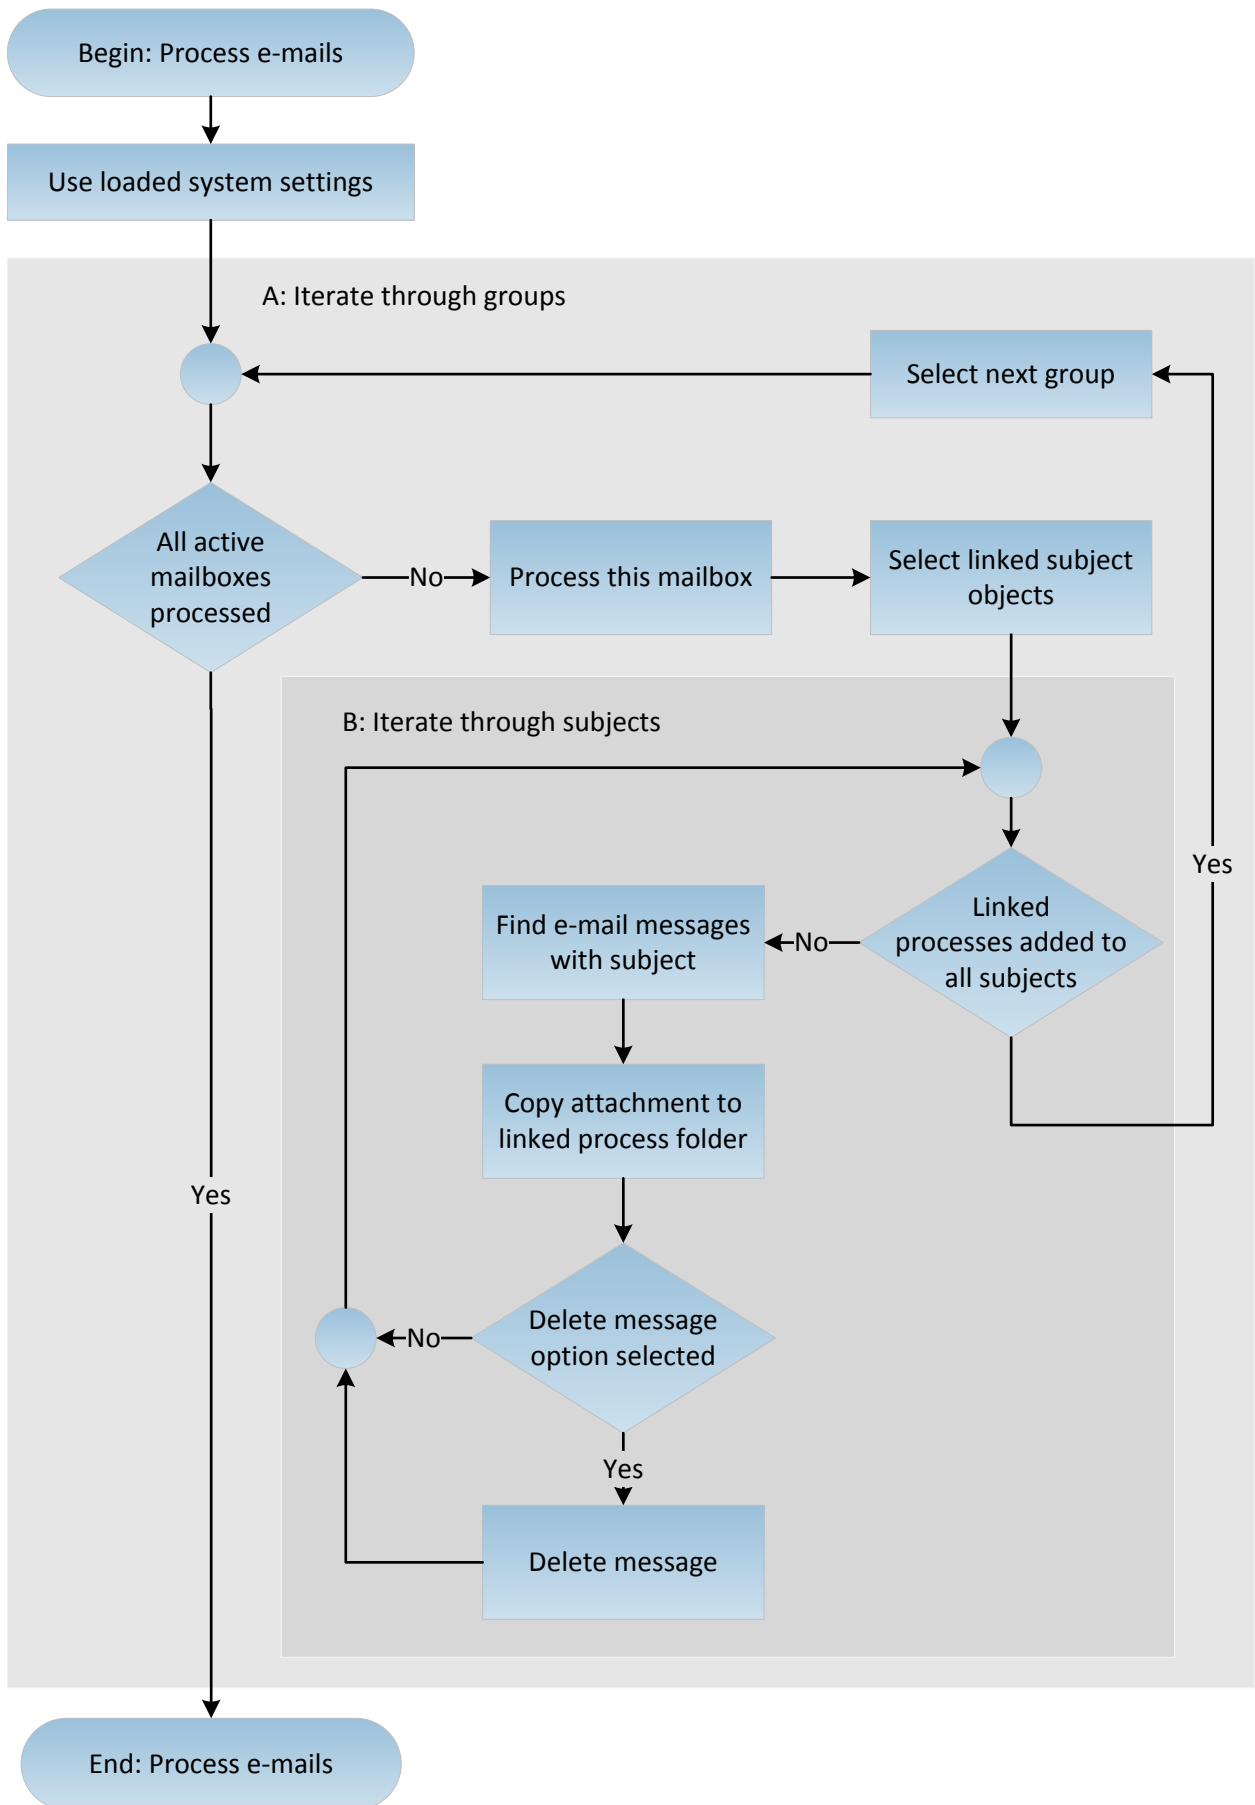 Begin: Process e-mails
Use loaded system settings
A: Iterate through groups
Select next group
All active
mailboxes
processed
No
Process this mailbox
Select linked subject
objects
B: Iterate through subjects
Yes
Linked
processes added to
all subjects
No
Find e-mail messages
with subject
Copy attachment to
linked process folder
Yes
Delete message
option selected
No
Yes
Delete message
End: Process e-mails